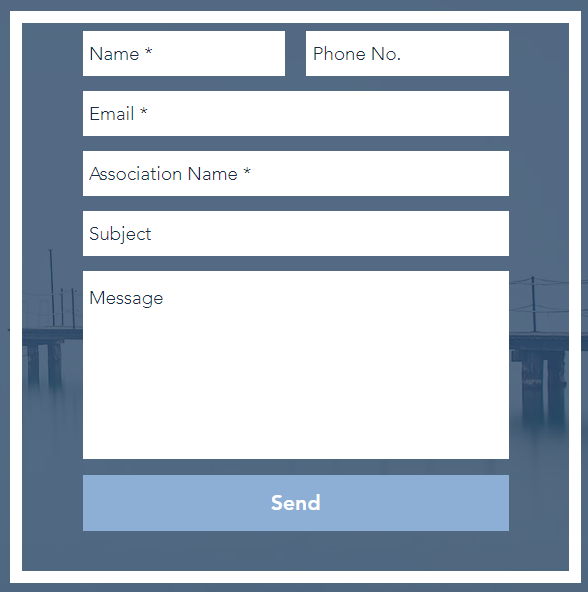 Name *
Phone No.
Email *
Association Name *
Subject
Message
Send